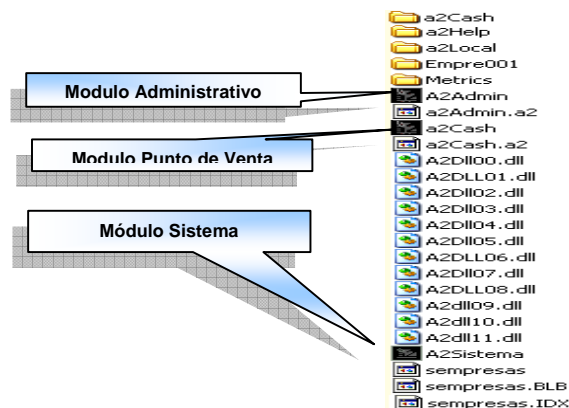 a2Cash
a2Help
a2Local
Empre001
Metrics
Modulo Administrativo
A2Admin
a2Admin.a2
a2Cash
a2Cash.a2
Modulo Punto de Venta
A2Dll00.dll
A2DLL01.dll
A2Dll02.dll
A2Dll03.dll
A2Dll04.dll
A2Dll05.dll
Módulo Sistema
A2DLL06.dll
A2Dll07.dll
A2DLL08.dll
A2dll09.dll
A2dll10.dll
A2dll11.dll
A2Sistema
sempresas
sempresas.BLB
sempresas.IDX